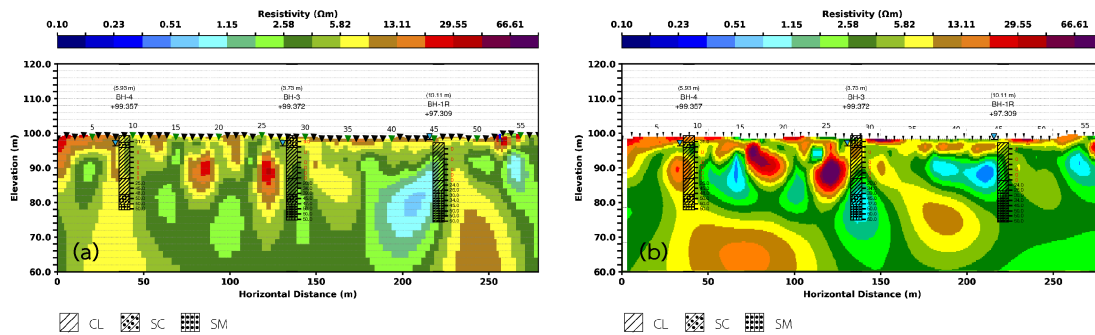 Resistivity (Ωm)
0.10 0.23 0.51 1.15 2.58 5.82 13.11 29.55 66.61
120.0
110.0
100.0
90.0
80.0
70.0
60.0
Elevation (m)
(5.93 m)
BH-4
+99.357
(3.73 m)
BH-3
+99.372
(10.11 m)
BH-1R
+97.309
5 10 15 20 25 30 35 40 45 50 55
(a)
0 50 100 150 200 250
Horizontal Distance (m)
CL SC SM
Resistivity (Ωm)
0.10 0.23 0.51 1.15 2.58 5.82 13.11 29.55 66.61
120.0
110.0
100.0
90.0
80.0
70.0
60.0
Elevation (m)
(5.93 m)
BH-4
+99.357
(3.73 m)
BH-3
+99.372
(10.11 m)
BH-1R
+97.309
5 10 15 20 25 30 35 40 45 50 55
(b)
0 50 100 150 200 250
Horizontal Distance (m)
CL SC SM